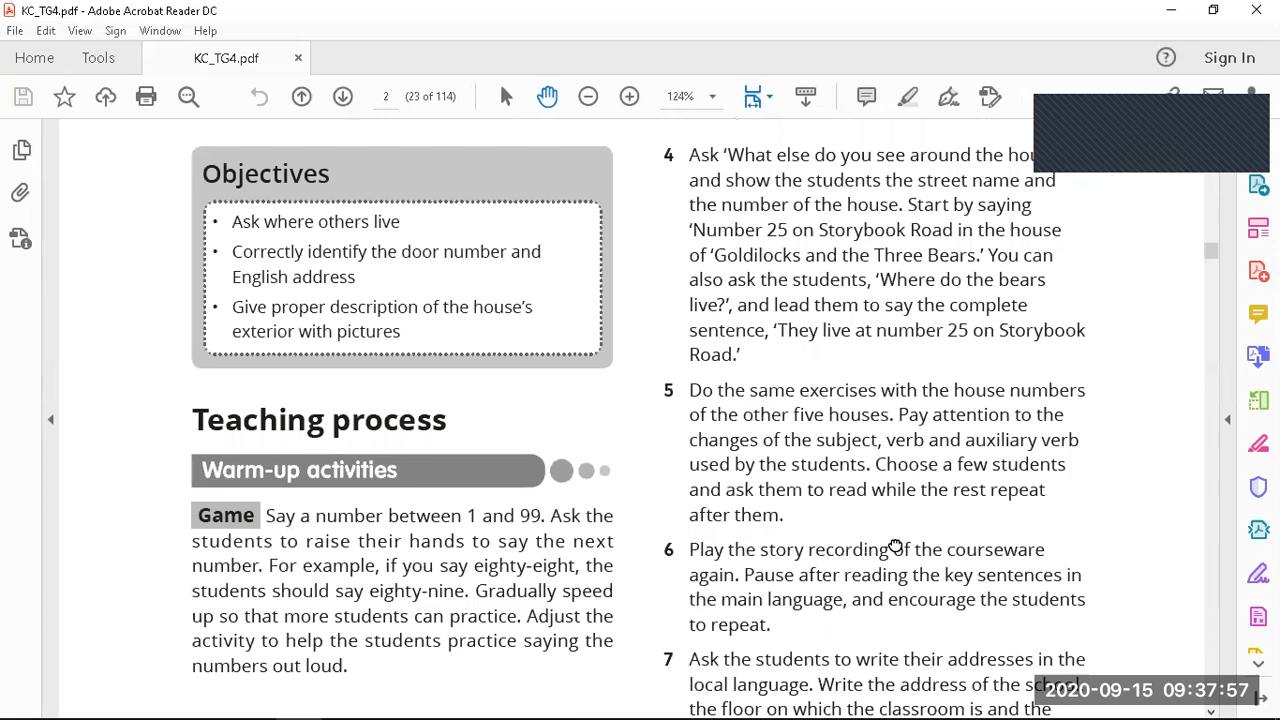 KC_TG4.pdf - Adobe Acrobat Reader DC
File Edit View Sign Window Help
Home Tools KC_TG4.pdf × Sign In
2 (23 of 114) 124%
Objectives
• Ask where others live
• Correctly identify the door number and
English address
• Give proper description of the house's
exterior with pictures
Teaching process
Warm-up activities
Game Say a number between 1 and 99. Ask the
students to raise their hands to say the next
number. For example, if you say eighty-eight, the
students should say eighty-nine. Gradually speed
up so that more students can practice. Adjust the
activity to help the students practice saying the
numbers out loud.
4 Ask ‘What else do you see around the
and show the students the street name and
the number of the house. Start by saying
‘Number 25 on Storybook Road in the house
of ‘Goldilocks and the Three Bears.’ You can
also ask the students, ‘Where do the bears
live?’, and lead them to say the complete
sentence, ‘They live at number 25 on Storybook
Road.’
5 Do the same exercises with the house numbers
of the other five houses. Pay attention to the
changes of the subject, verb and auxiliary verb
used by the students. Choose a few students
and ask them to read while the rest repeat
after them.
6 Play the story recording of the courseware
again. Pause after reading the key sentences in
the main language, and encourage the students
to repeat.
7 Ask the students to write their addresses in the
local language. Write the address of the school,
the floor on which the classroom is and the
2020-09-15 09:37:57